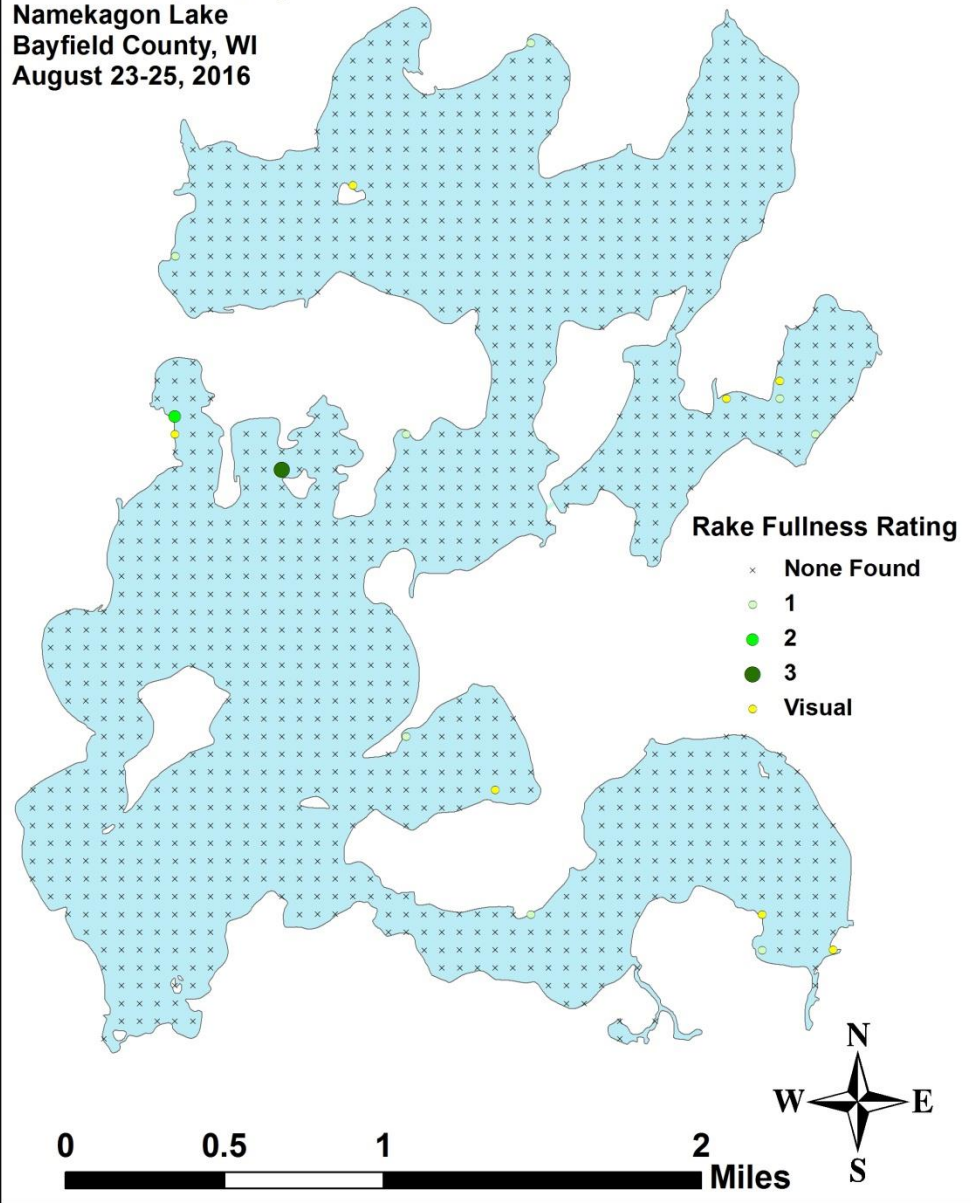 Namekagon Lake
Bayfield County, WI
August 23-25, 2016
Rake Fullness Rating
None Found
1
2
3
Visual
N
W E
S
0 0.5 1 2
Miles